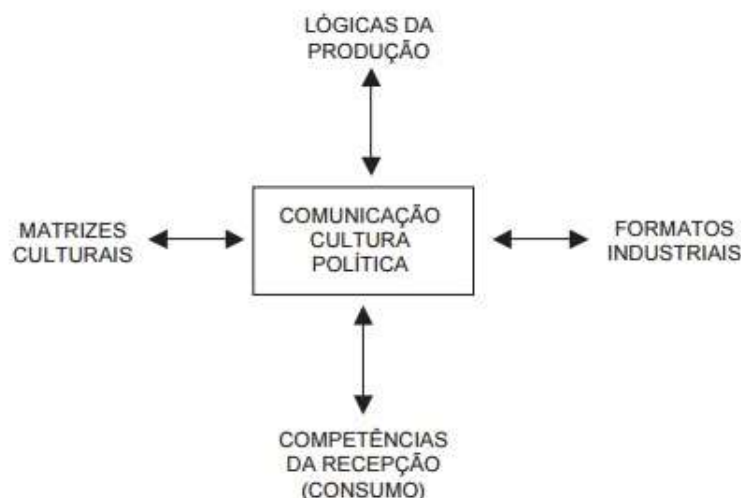 LÓGICAS DA
PRODUÇÃO
MATRIZES
CULTURAIS
COMUNICAÇÃO
CULTURA
POLÍTICA
FORMATOS
INDUSTRIAIS
COMPETÊNCIAS
DA RECEPÇÃO
(CONSUMO)